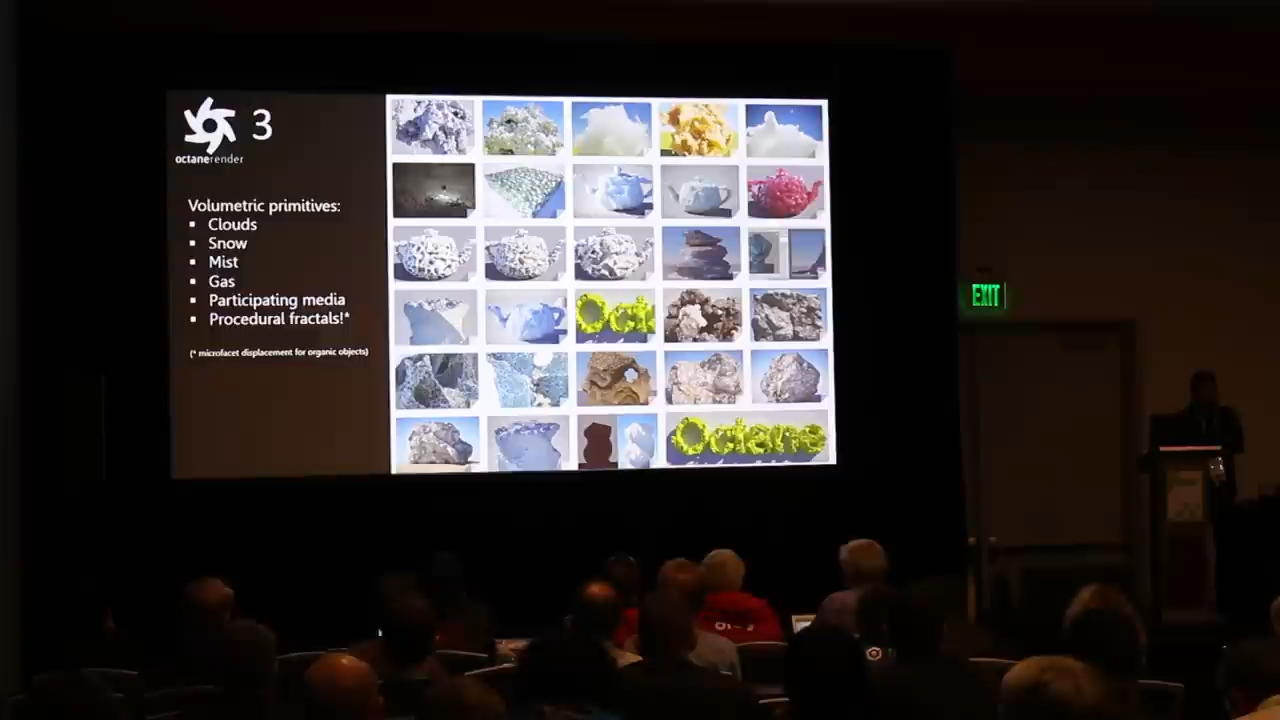 3
octanerender
Volumetric primitives:
▪ Clouds
▪ Snow
▪ Mist
▪ Gas
▪ Participating media
▪ Procedural fractals!*
(* microfacet displacement for organic objects)
Octane
EXIT